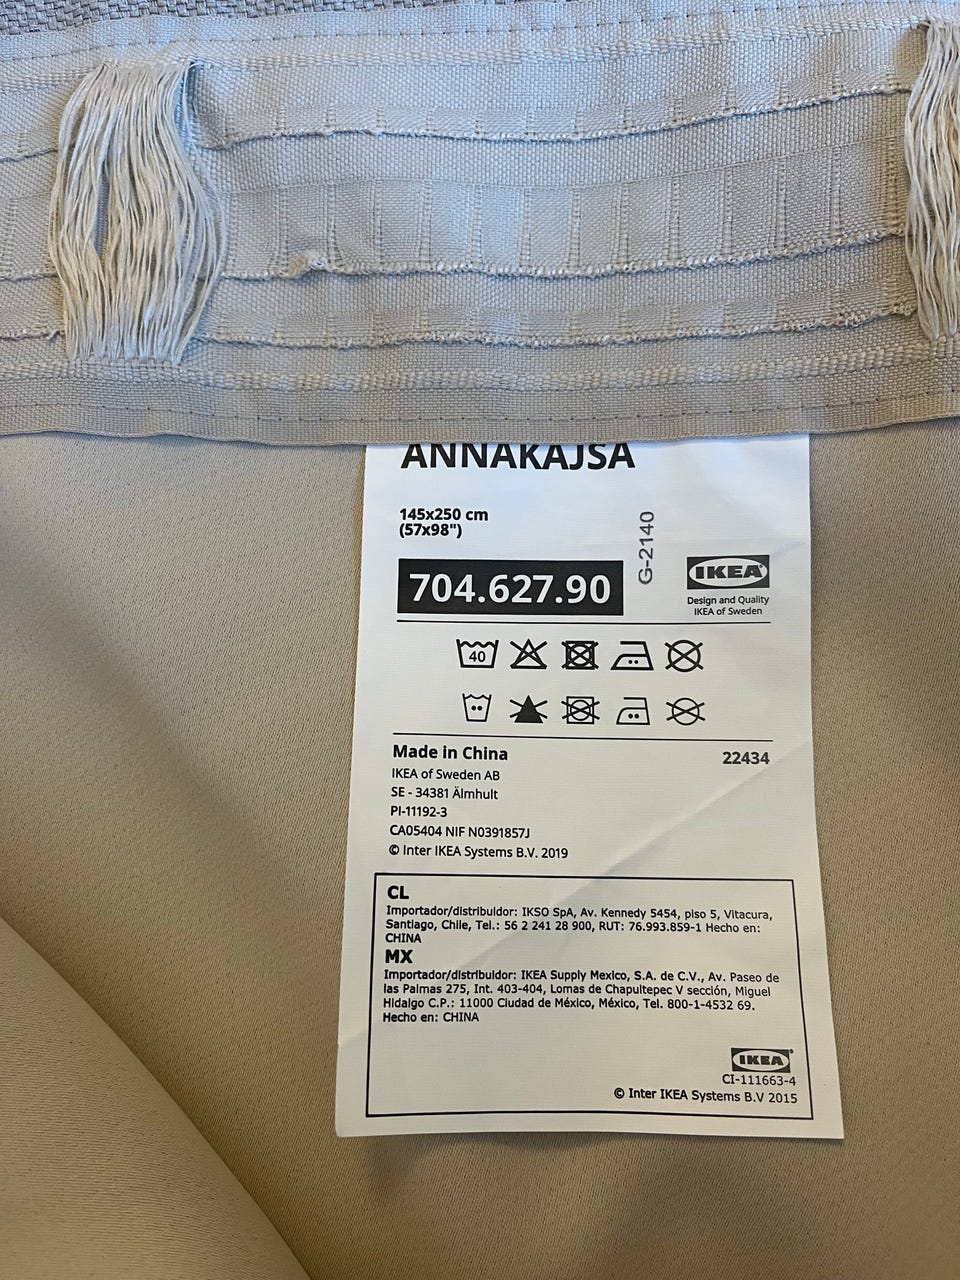 ANNAKAJSA
145x250 cm
(57x98")
G-2140
704.627.90
IKEA
Design and Quality
IKEA of Sweden
40
Made in China
22434
IKEA of Sweden AB
SE - 34381 Älmhult
PI-11192-3
CA05404 NIF N0391857J
© Inter IKEA Systems B.V. 2019
CL
Importador/distribuidor: IKSO SpA, Av. Kennedy 5454, piso 5, Vitacura,
Santiago, Chile, Tel.: 56 2 241 28 900, RUT: 76.993.859-1 Hecho en:
CHINA
MX
Importador/distribuidor: IKEA Supply Mexico, S.A. de C.V., Av. Paseo de
las Palmas 275, Int. 403-404, Lomas de Chapultepec V sección, Miguel
Hidalgo C.P.: 11000 Ciudad de México, México, Tel. 800-1-4532 69.
Hecho en: CHINA
IKEA
CI-111663-4
© Inter IKEA Systems B.V 2015